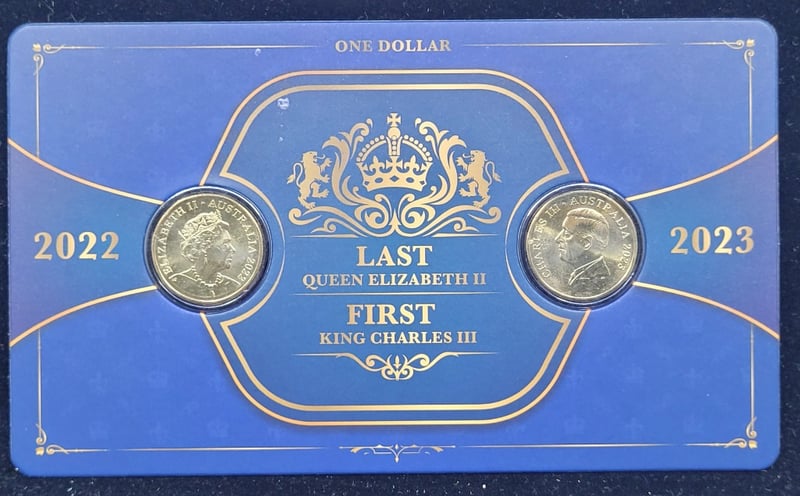 ONE DOLLAR
2022
ELIZABETH II · AUSTRALIA
LAST
QUEEN ELIZABETH II
FIRST
KING CHARLES III
CHARLES III · AUSTRALIA 2023
2023